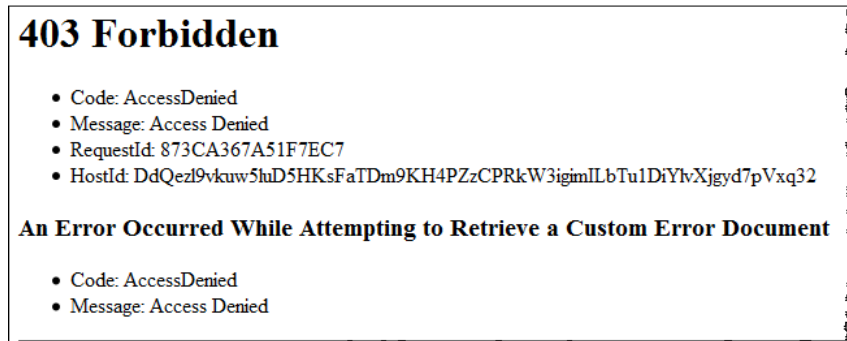 403 Forbidden
Code: AccessDenied
Message: Access Denied
RequestId: 873CA367A51F7EC7
HostId: DdQezl9vkuw5luD5HKsFaTDm9KH4PZzCPRkW3igimILbTu1DiYlvXjgyd7pVxq32
An Error Occurred While Attempting to Retrieve a Custom Error Document
Code: AccessDenied
Message: Access Denied